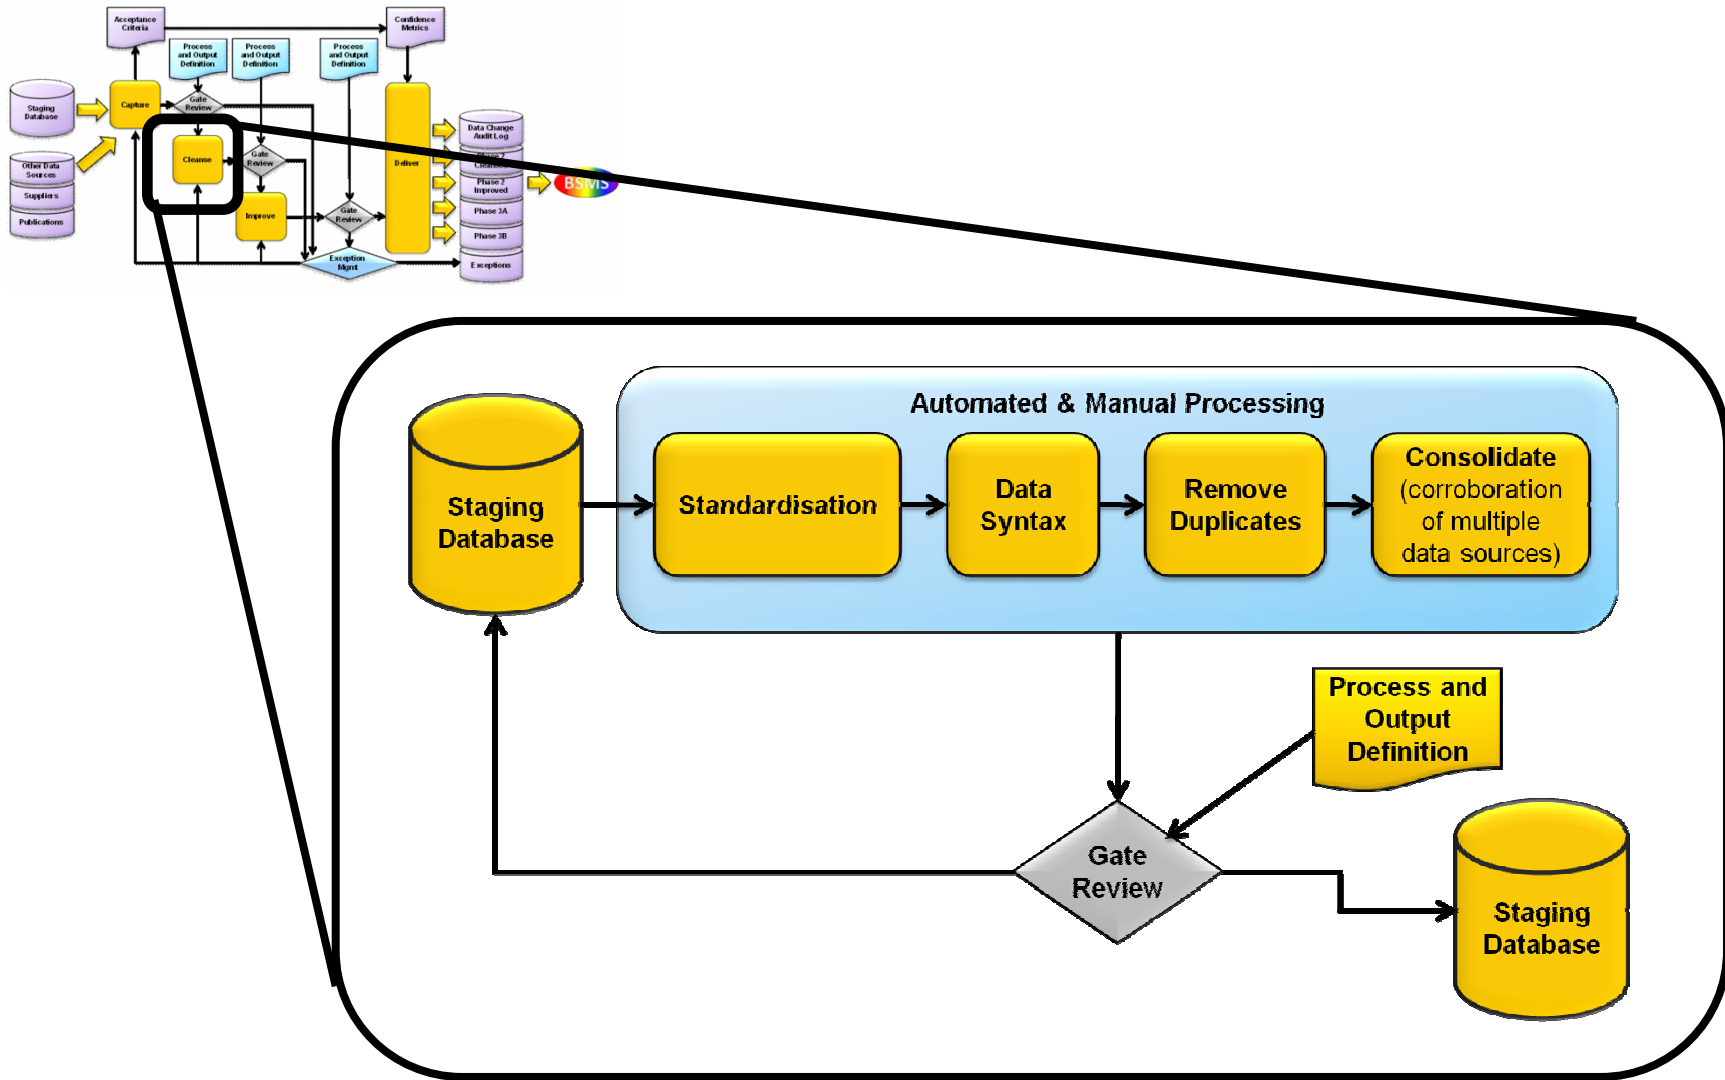 Acceptance
Criteria
Confidence
Metrics
Process
and Output
Definition
Process
and Output
Definition
Process
and Output
Definition
Staging
Database
Capture
Gate
Review
Data Change
Audit Log
Cleanse
Gate
Review
Deliver
Phase 2
Cleansed
Other Data
Sources
Suppliers
Publications
Phase 2
Improved
BSMS
Improve
Gate
Review
Phase 3A
Phase 3B
Exception
Mgmt
Exceptions
Automated & Manual Processing
Staging
Database
Standardisation
Data
Syntax
Remove
Duplicates
Consolidate
(corroboration
of multiple
data sources)
Process and
Output
Definition
Gate
Review
Staging
Database